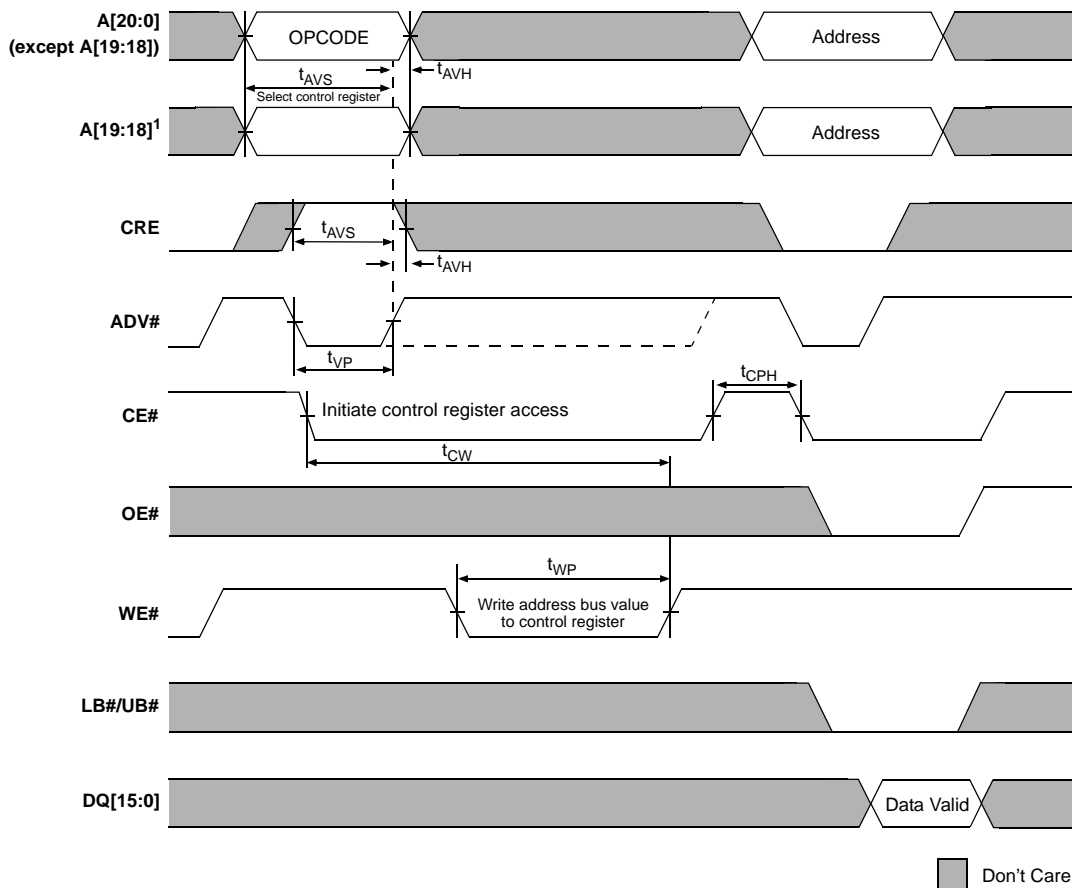 A[20:0]
(except A[19:18])
OPCODE
Address
tAVS
tAVH
Select control register
A[19:18]1
Address
CRE
tAVS
tAVH
ADV#
tVP
tCPH
CE#
Initiate control register access
tCW
OE#
tWP
WE#
Write address bus value
to control register
LB#/UB#
DQ[15:0]
Data Valid
Don't Care